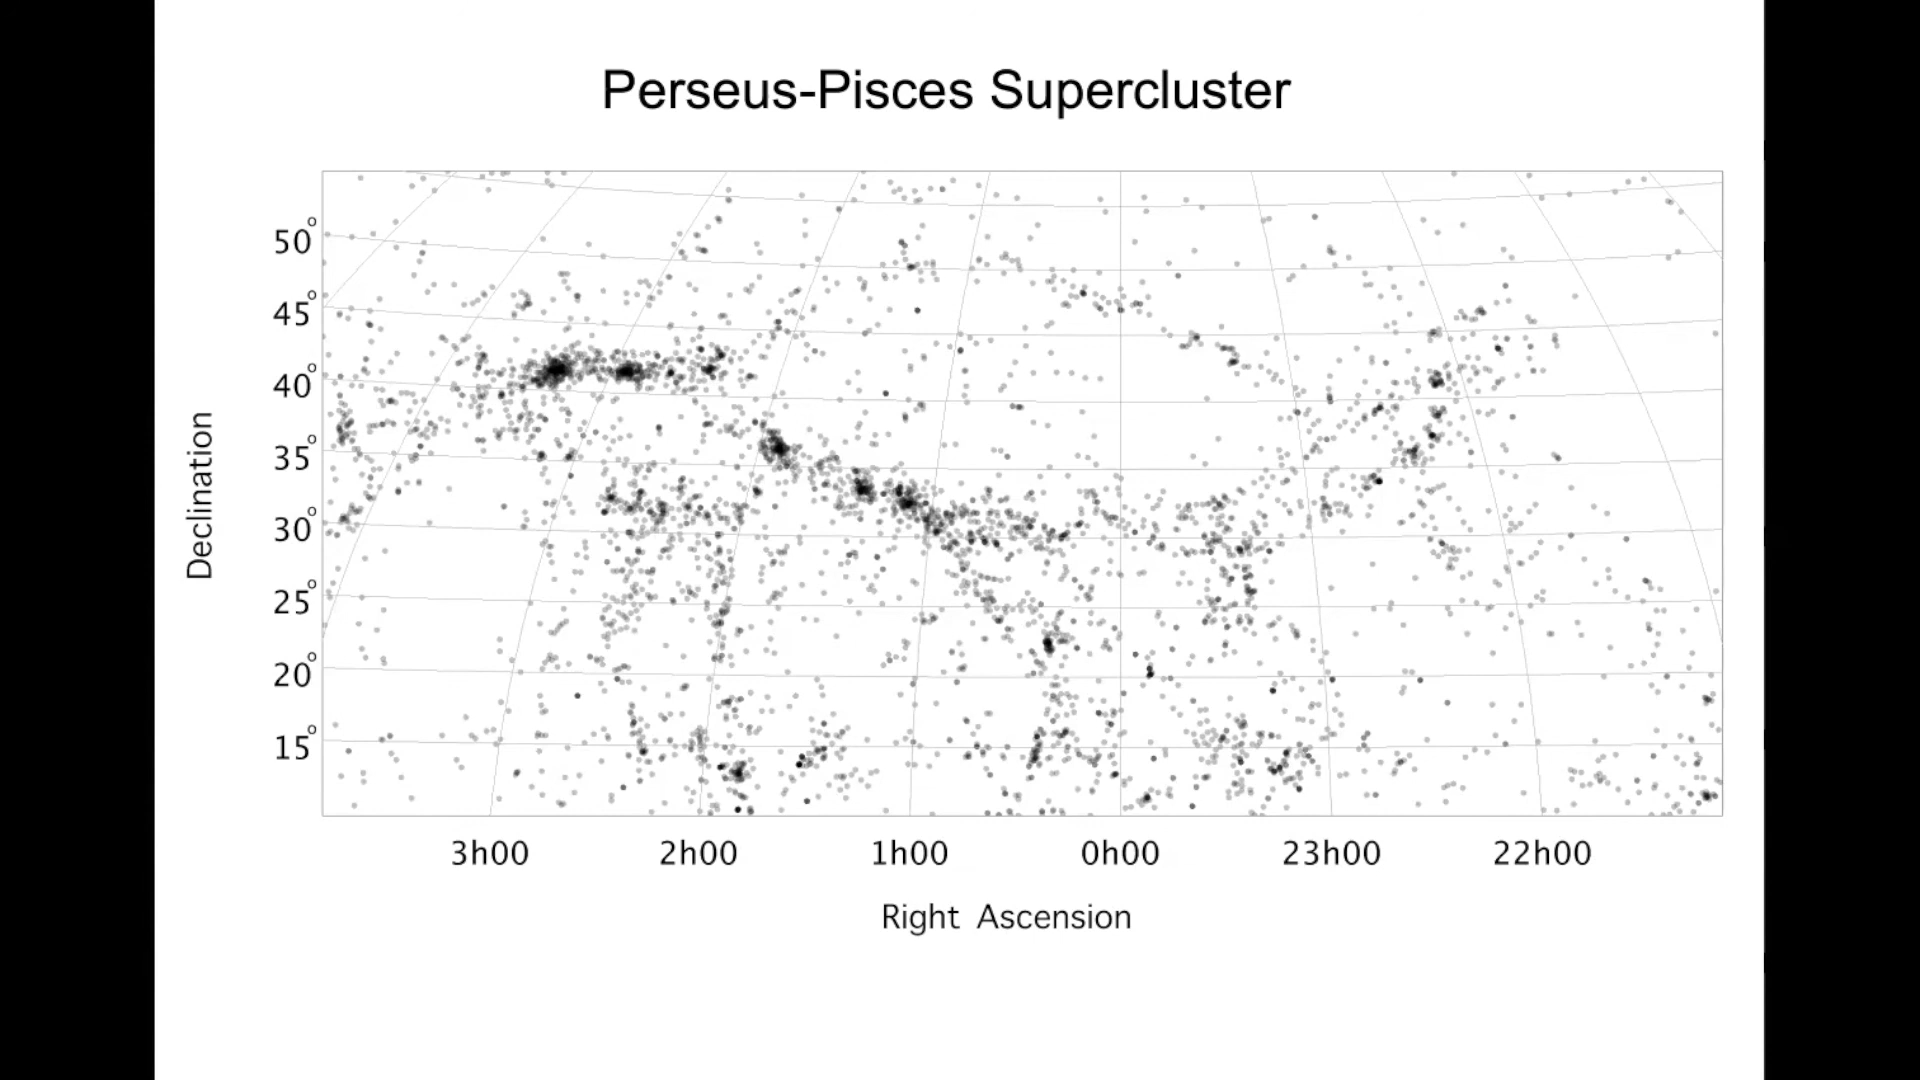 Perseus-Pisces Supercluster
50°
45°
40°
35°
30°
25°
20°
15°
Declination
3h00 2h00 1h00 0h00 23h00 22h00
Right Ascension